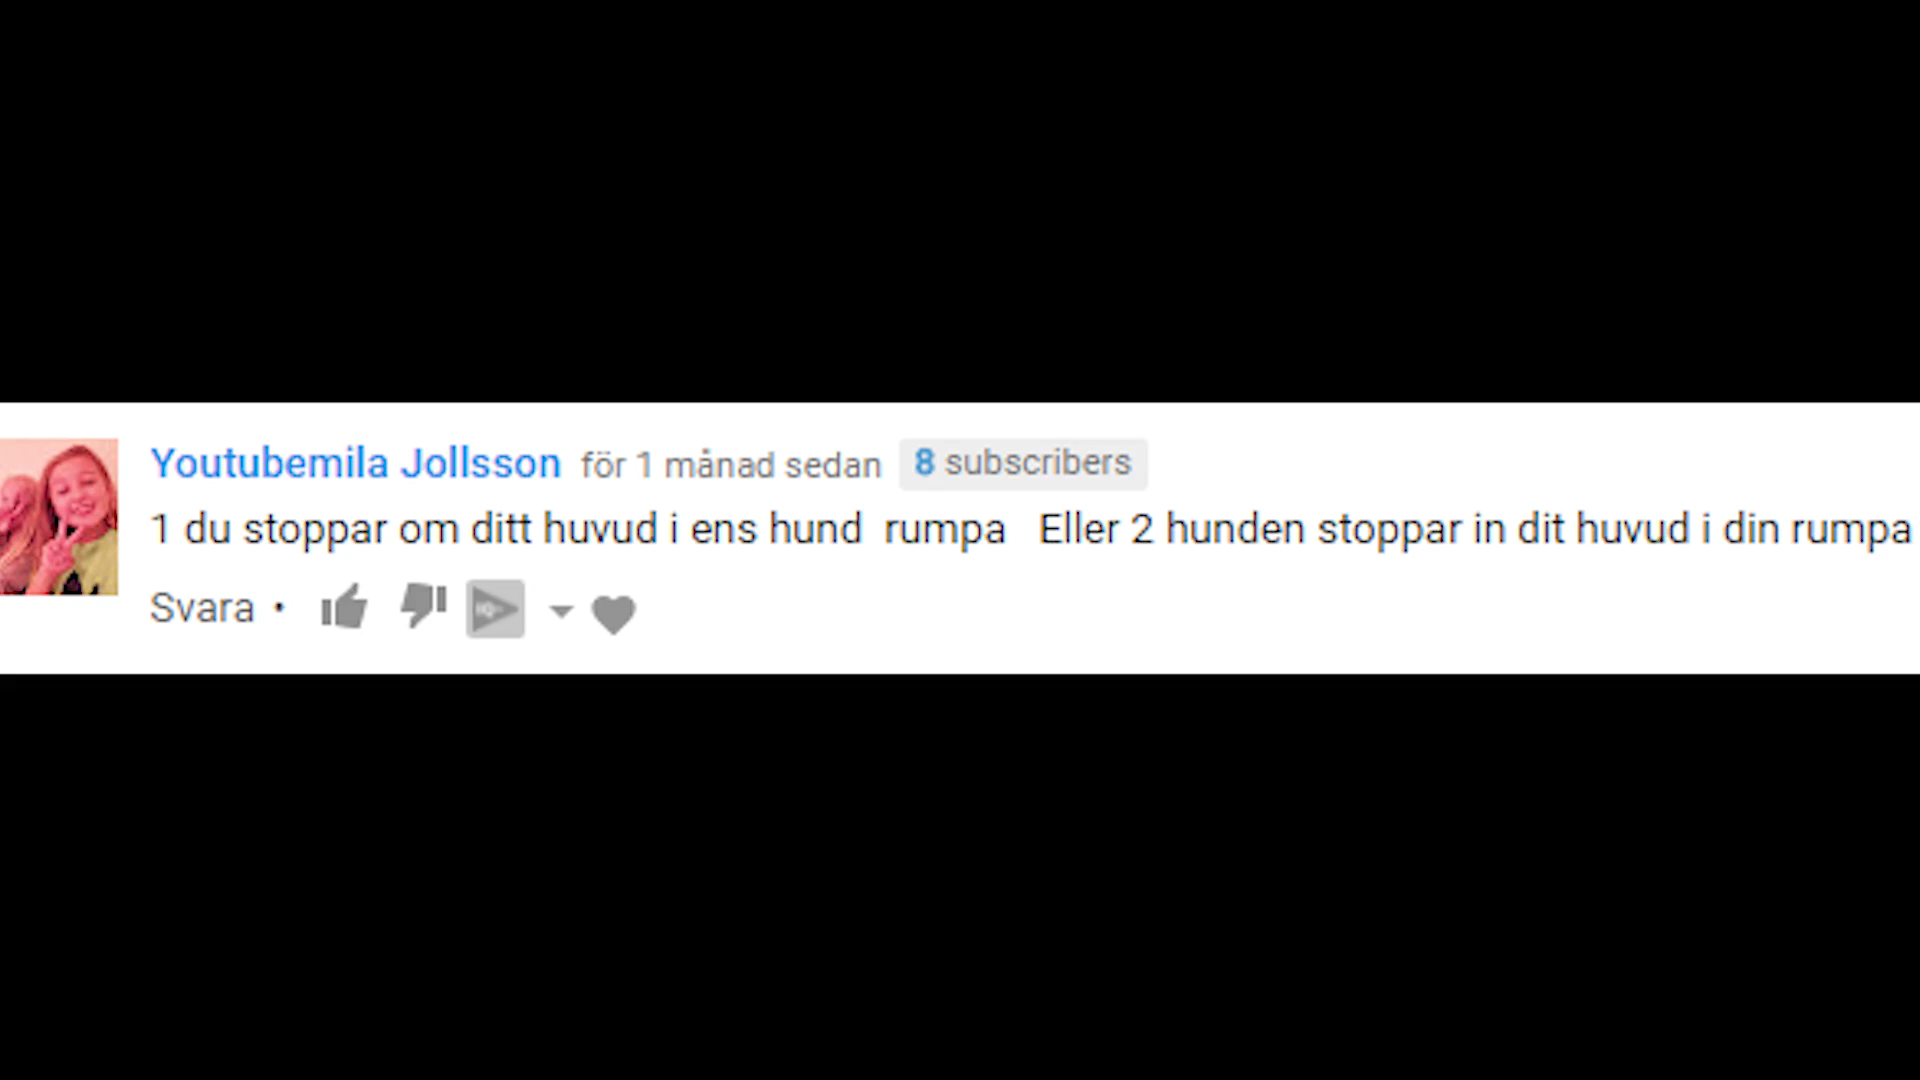 Youtubemila Jollsson för 1 månad sedan 8 subscribers
1 du stoppar om ditt huvud i ens hund rumpa Eller 2 hunden stoppar in dit huvud i din rumpa
Svara •